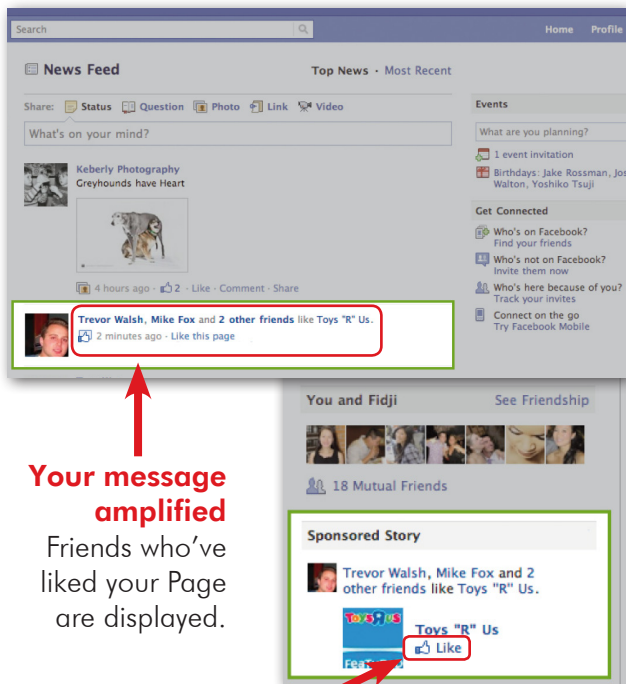 Search
Home Profile
News Feed
Top News · Most Recent
Share: Status Question Photo Link Video
What's on your mind?
Keberly Photography
Greyhounds have Heart
4 hours ago · 2 · Like · Comment · Share
Trevor Walsh, Mike Fox and 2 other friends like Toys "R" Us.
2 minutes ago · Like this page
Events
What are you planning?
1 event invitation
Birthdays: Jake Rossman, Jos
Walton, Yoshiko Tsuji
Get Connected
Who's on Facebook?
Find your friends
Who's not on Facebook?
Invite them now
Who's here because of you?
Track your invites
Connect on the go
Try Facebook Mobile
Your message
amplified
Friends who've
liked your Page
are displayed.
You and Fidji
See Friendship
18 Mutual Friends
Sponsored Story
Trevor Walsh, Mike Fox and 2
other friends like Toys "R" Us.
Toys R Us
Toys "R" Us
Like